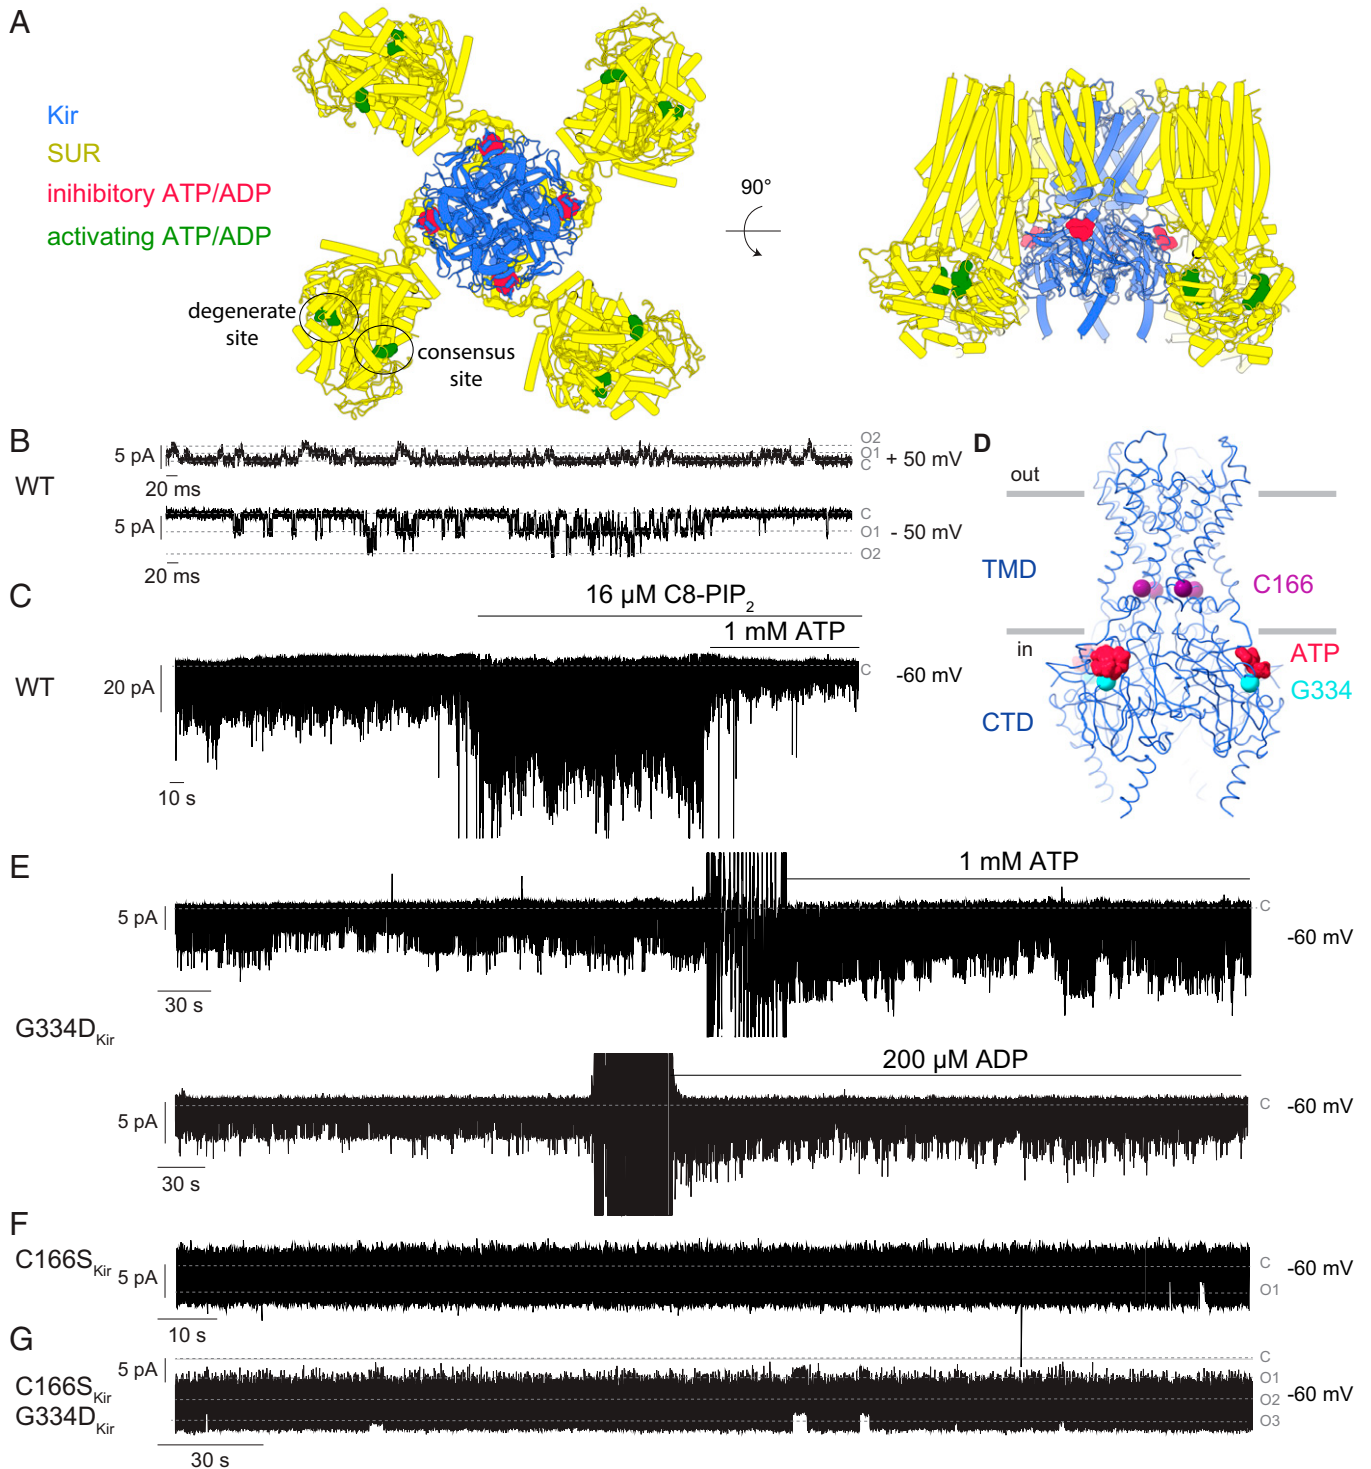 A
Kir
SUR
inihibitory ATP/ADP
activating ATP/ADP
degenerate
site
consensus
site
90°
B
WT
5 pA
20 ms
O2
O1
C
+ 50 mV
5 pA
20 ms
C
O1
O2
- 50 mV
C
WT
16 µM C8-PIP2
1 mM ATP
20 pA
10 s
C
-60 mV
D
out
TMD
in
CTD
C166
ATP
G334
E
G334DKir
1 mM ATP
5 pA
30 s
C
-60 mV
200 µM ADP
5 pA
30 s
C
-60 mV
F
C166SKir
5 pA
10 s
C
O1
-60 mV
G
C166SKir
G334DKir
5 pA
30 s
C
O1
O2
O3
-60 mV